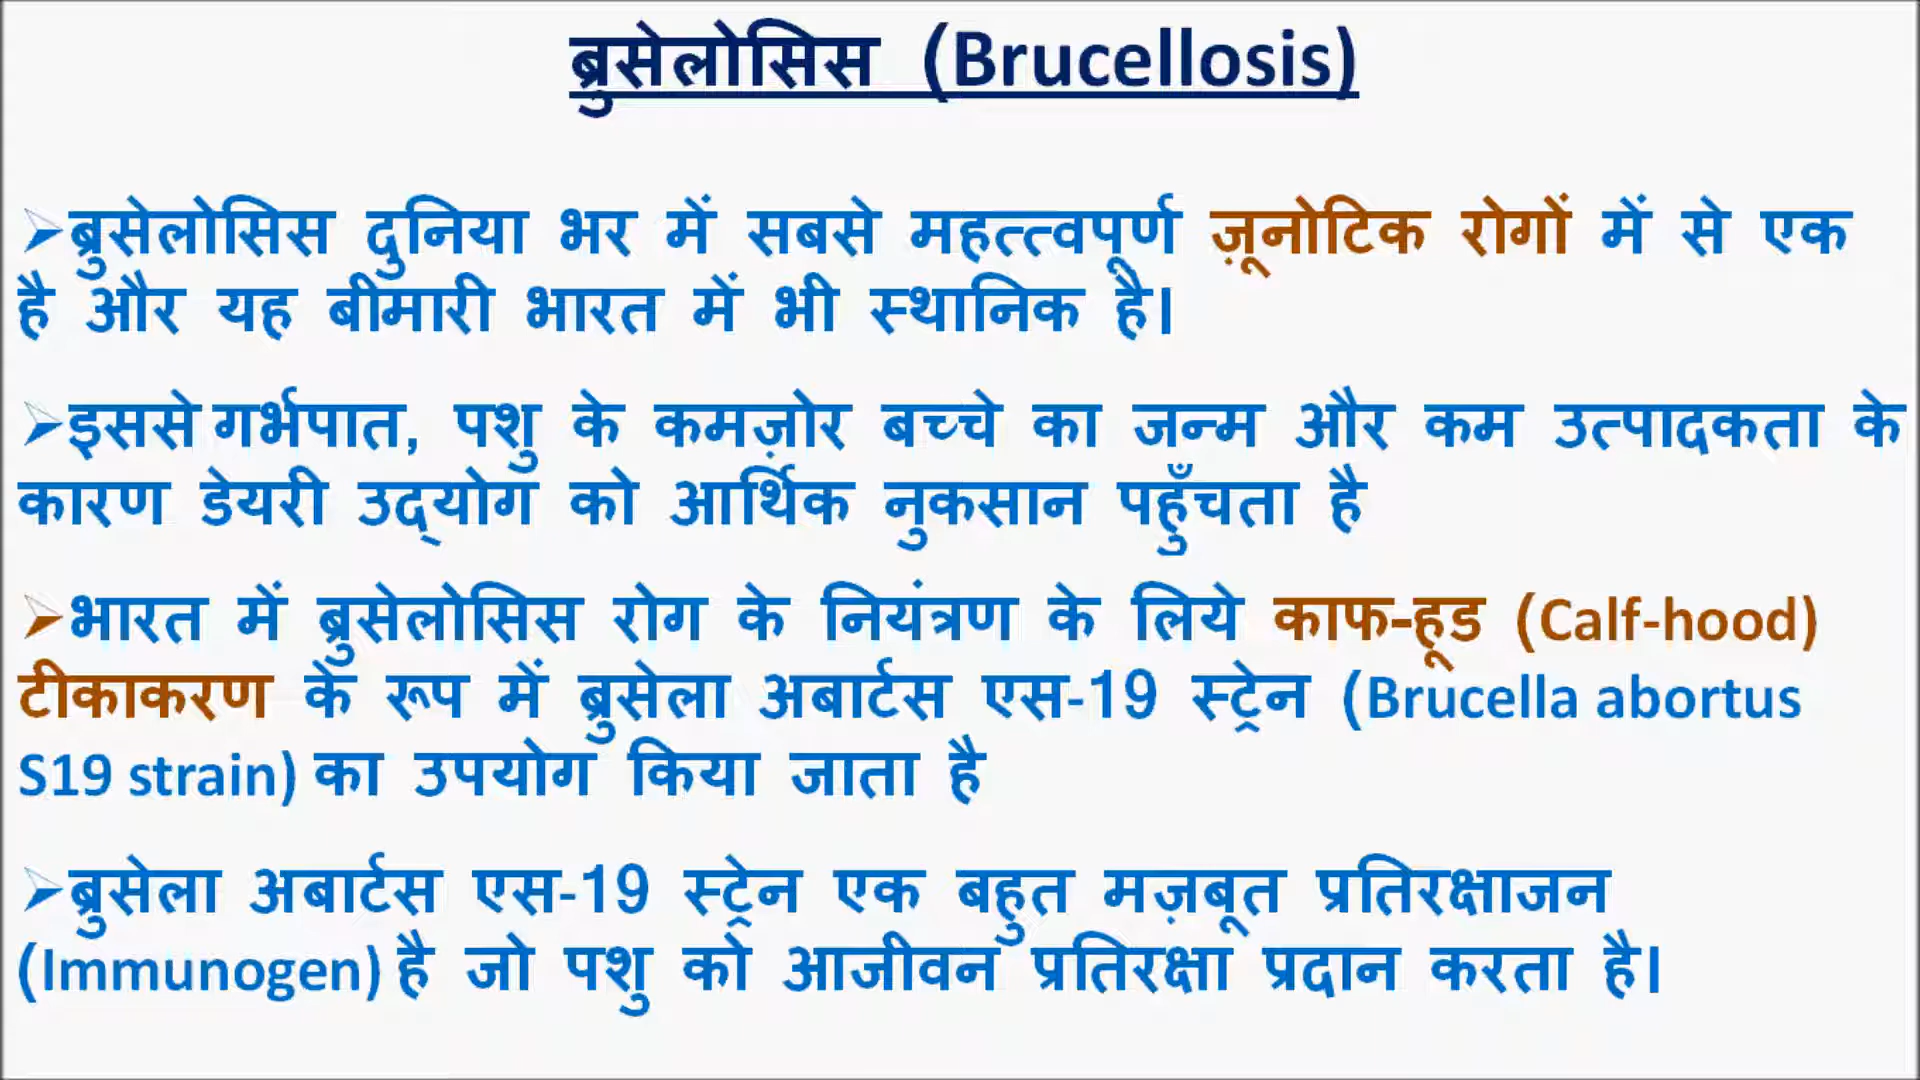 ब्रुसेलोसिस (Brucellosis)
➢ब्रुसेलोसिस दुनिया भर में सबसे महत्त्वपूर्ण ज़ूनोटिक रोगों में से एक
है और यह बीमारी भारत में भी स्थानिक है।
➢इससे गर्भपात, पशु के कमज़ोर बच्चे का जन्म और कम उत्पादकता के
कारण डेयरी उद्योग को आर्थिक नुकसान पहुँचता है
➢भारत में ब्रुसेलोसिस रोग के नियंत्रण के लिये काफ-हूड (Calf-hood)
टीकाकरण के रूप में ब्रुसेला अबार्टस एस-19 स्ट्रेन (Brucella abortus
S19 strain) का उपयोग किया जाता है
➢ब्रुसेला अबार्टस एस-19 स्ट्रेन एक बहुत मज़बूत प्रतिरक्षाजन
(Immunogen) है जो पशु को आजीवन प्रतिरक्षा प्रदान करता है।